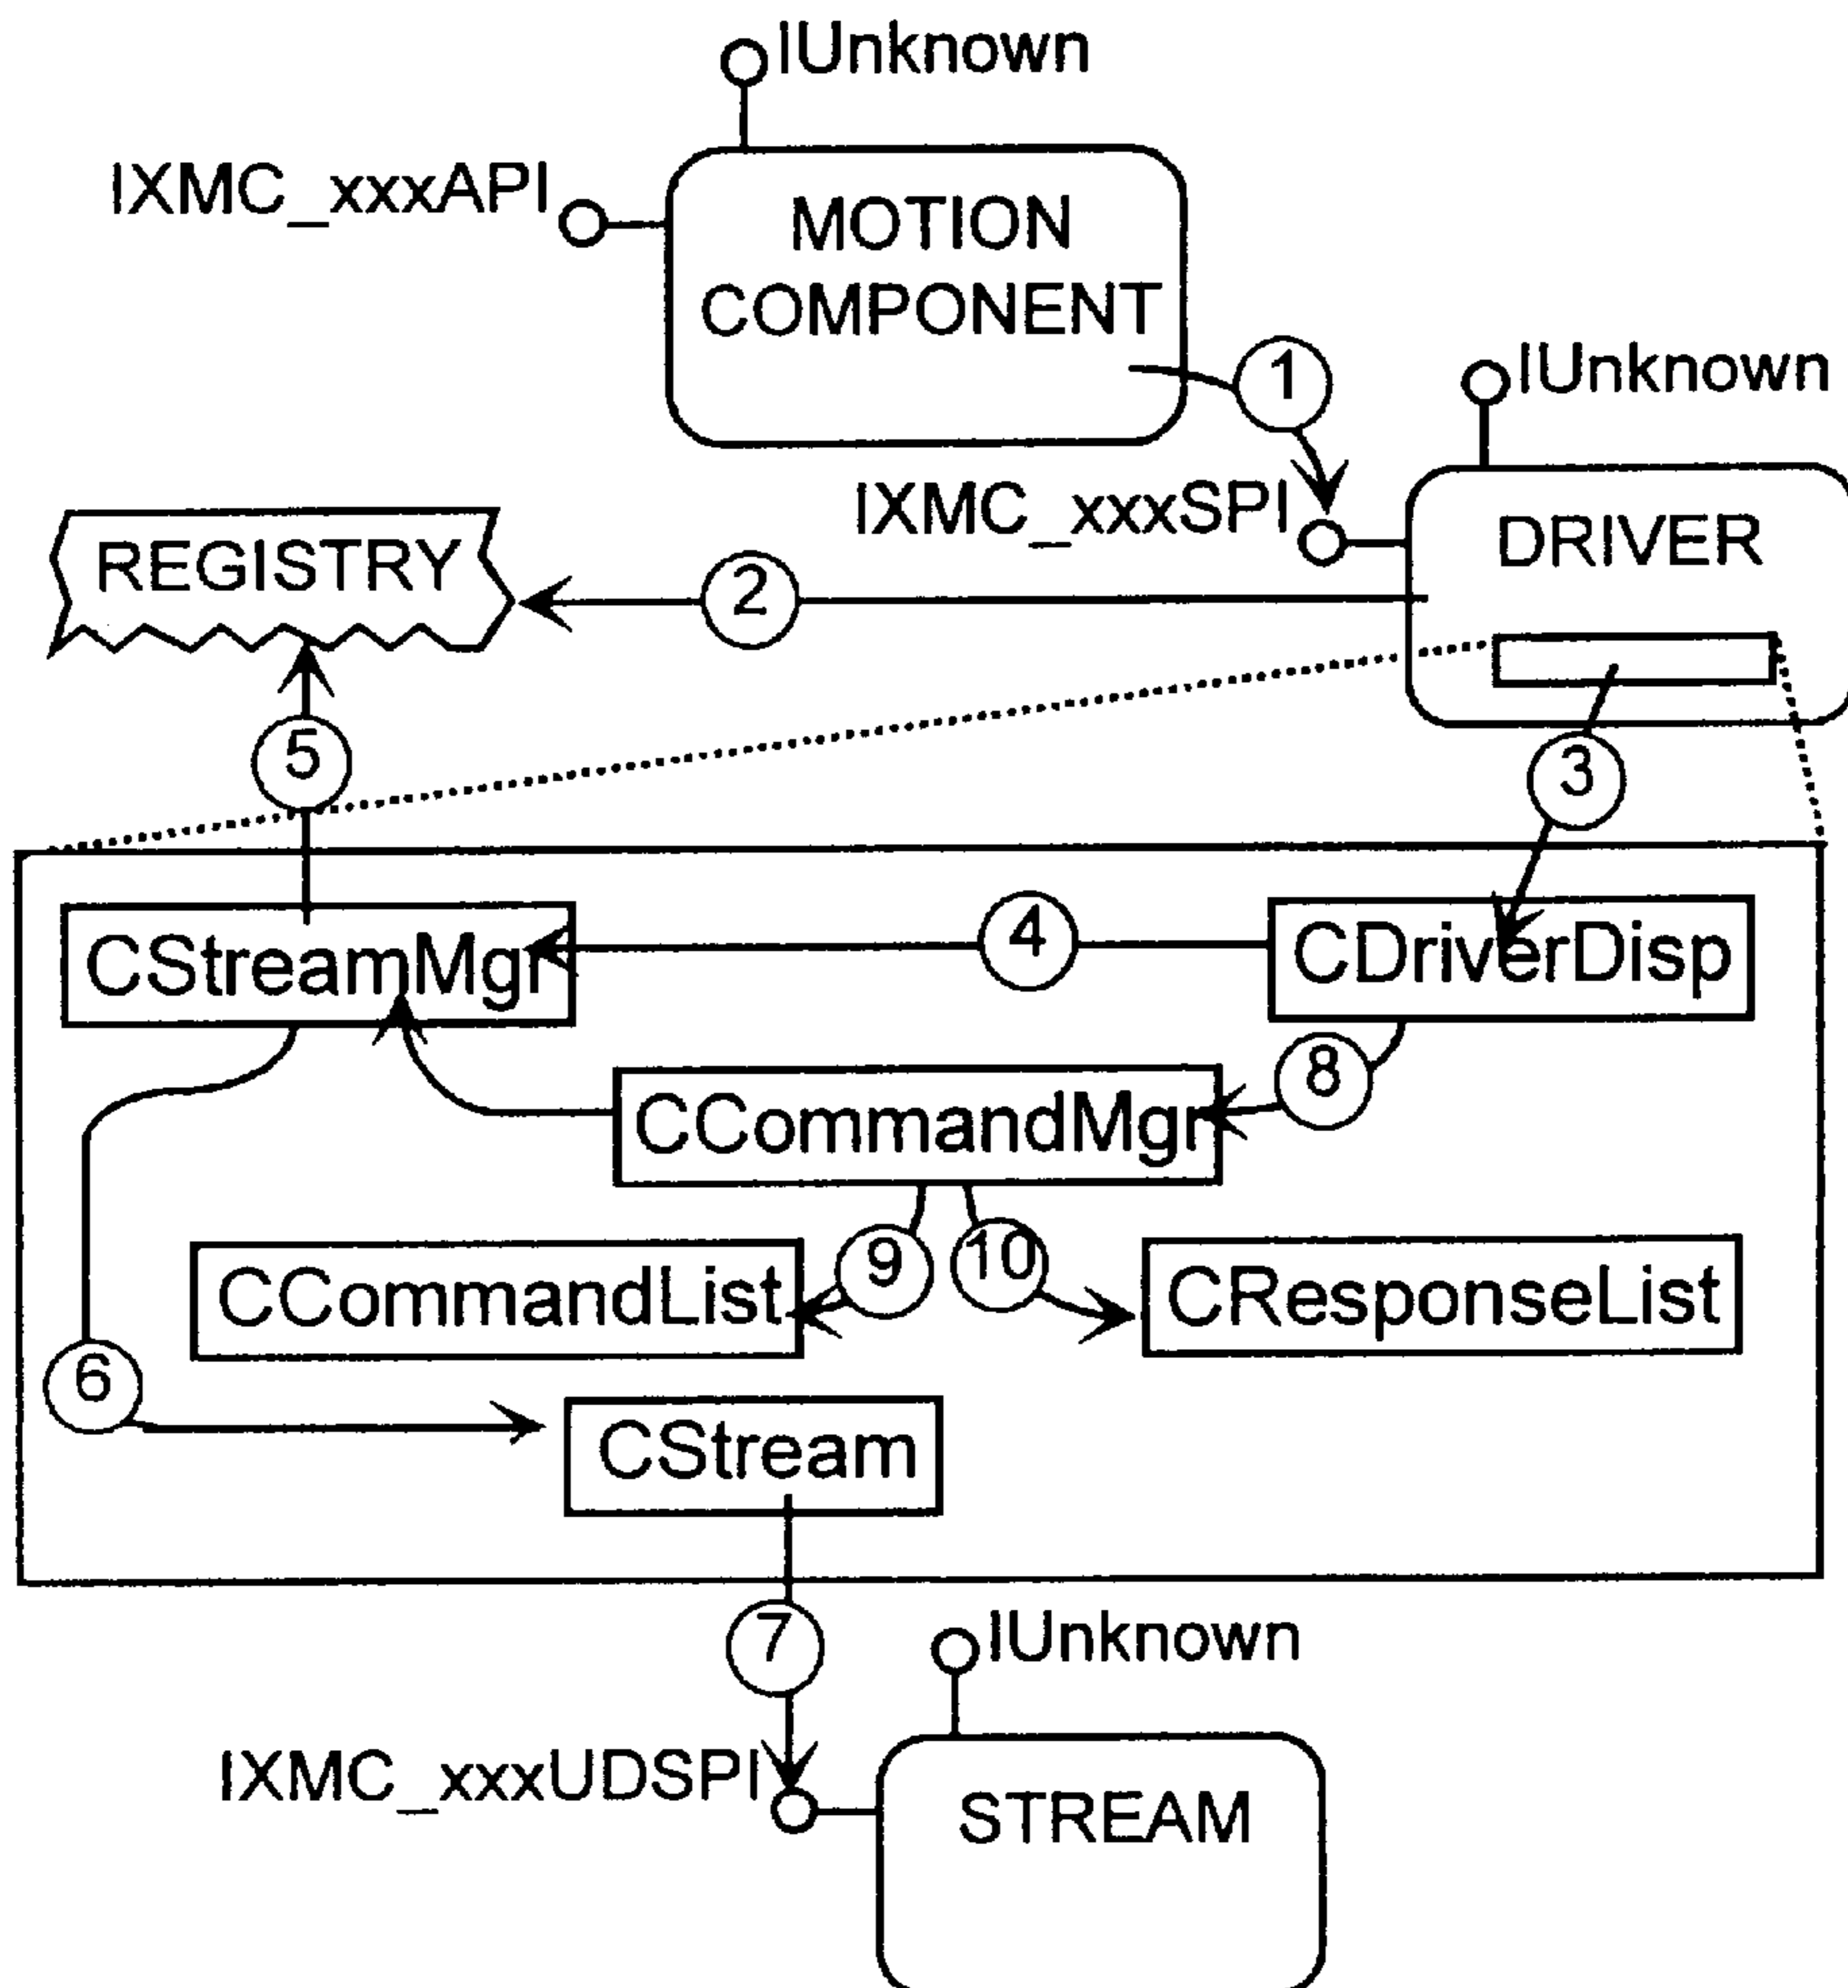 IUnknown
IXMC_xxxAPI
MOTION
COMPONENT
1
IUnknown
IXMC_xxxSPI
DRIVER
REGISTRY
2
5
3
CStreamMgr
4
CDriverDisp
8
CCommandMgr
9
10
CCommandList
CResponseList
6
CStream
7
IUnknown
IXMC_xxxUDSPI
STREAM